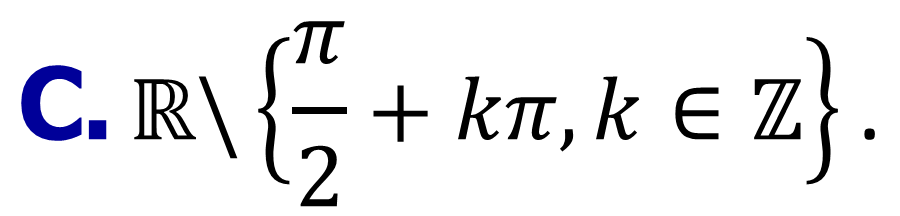 C. ℝ\{π/2 + kπ, k ∈ ℤ}.